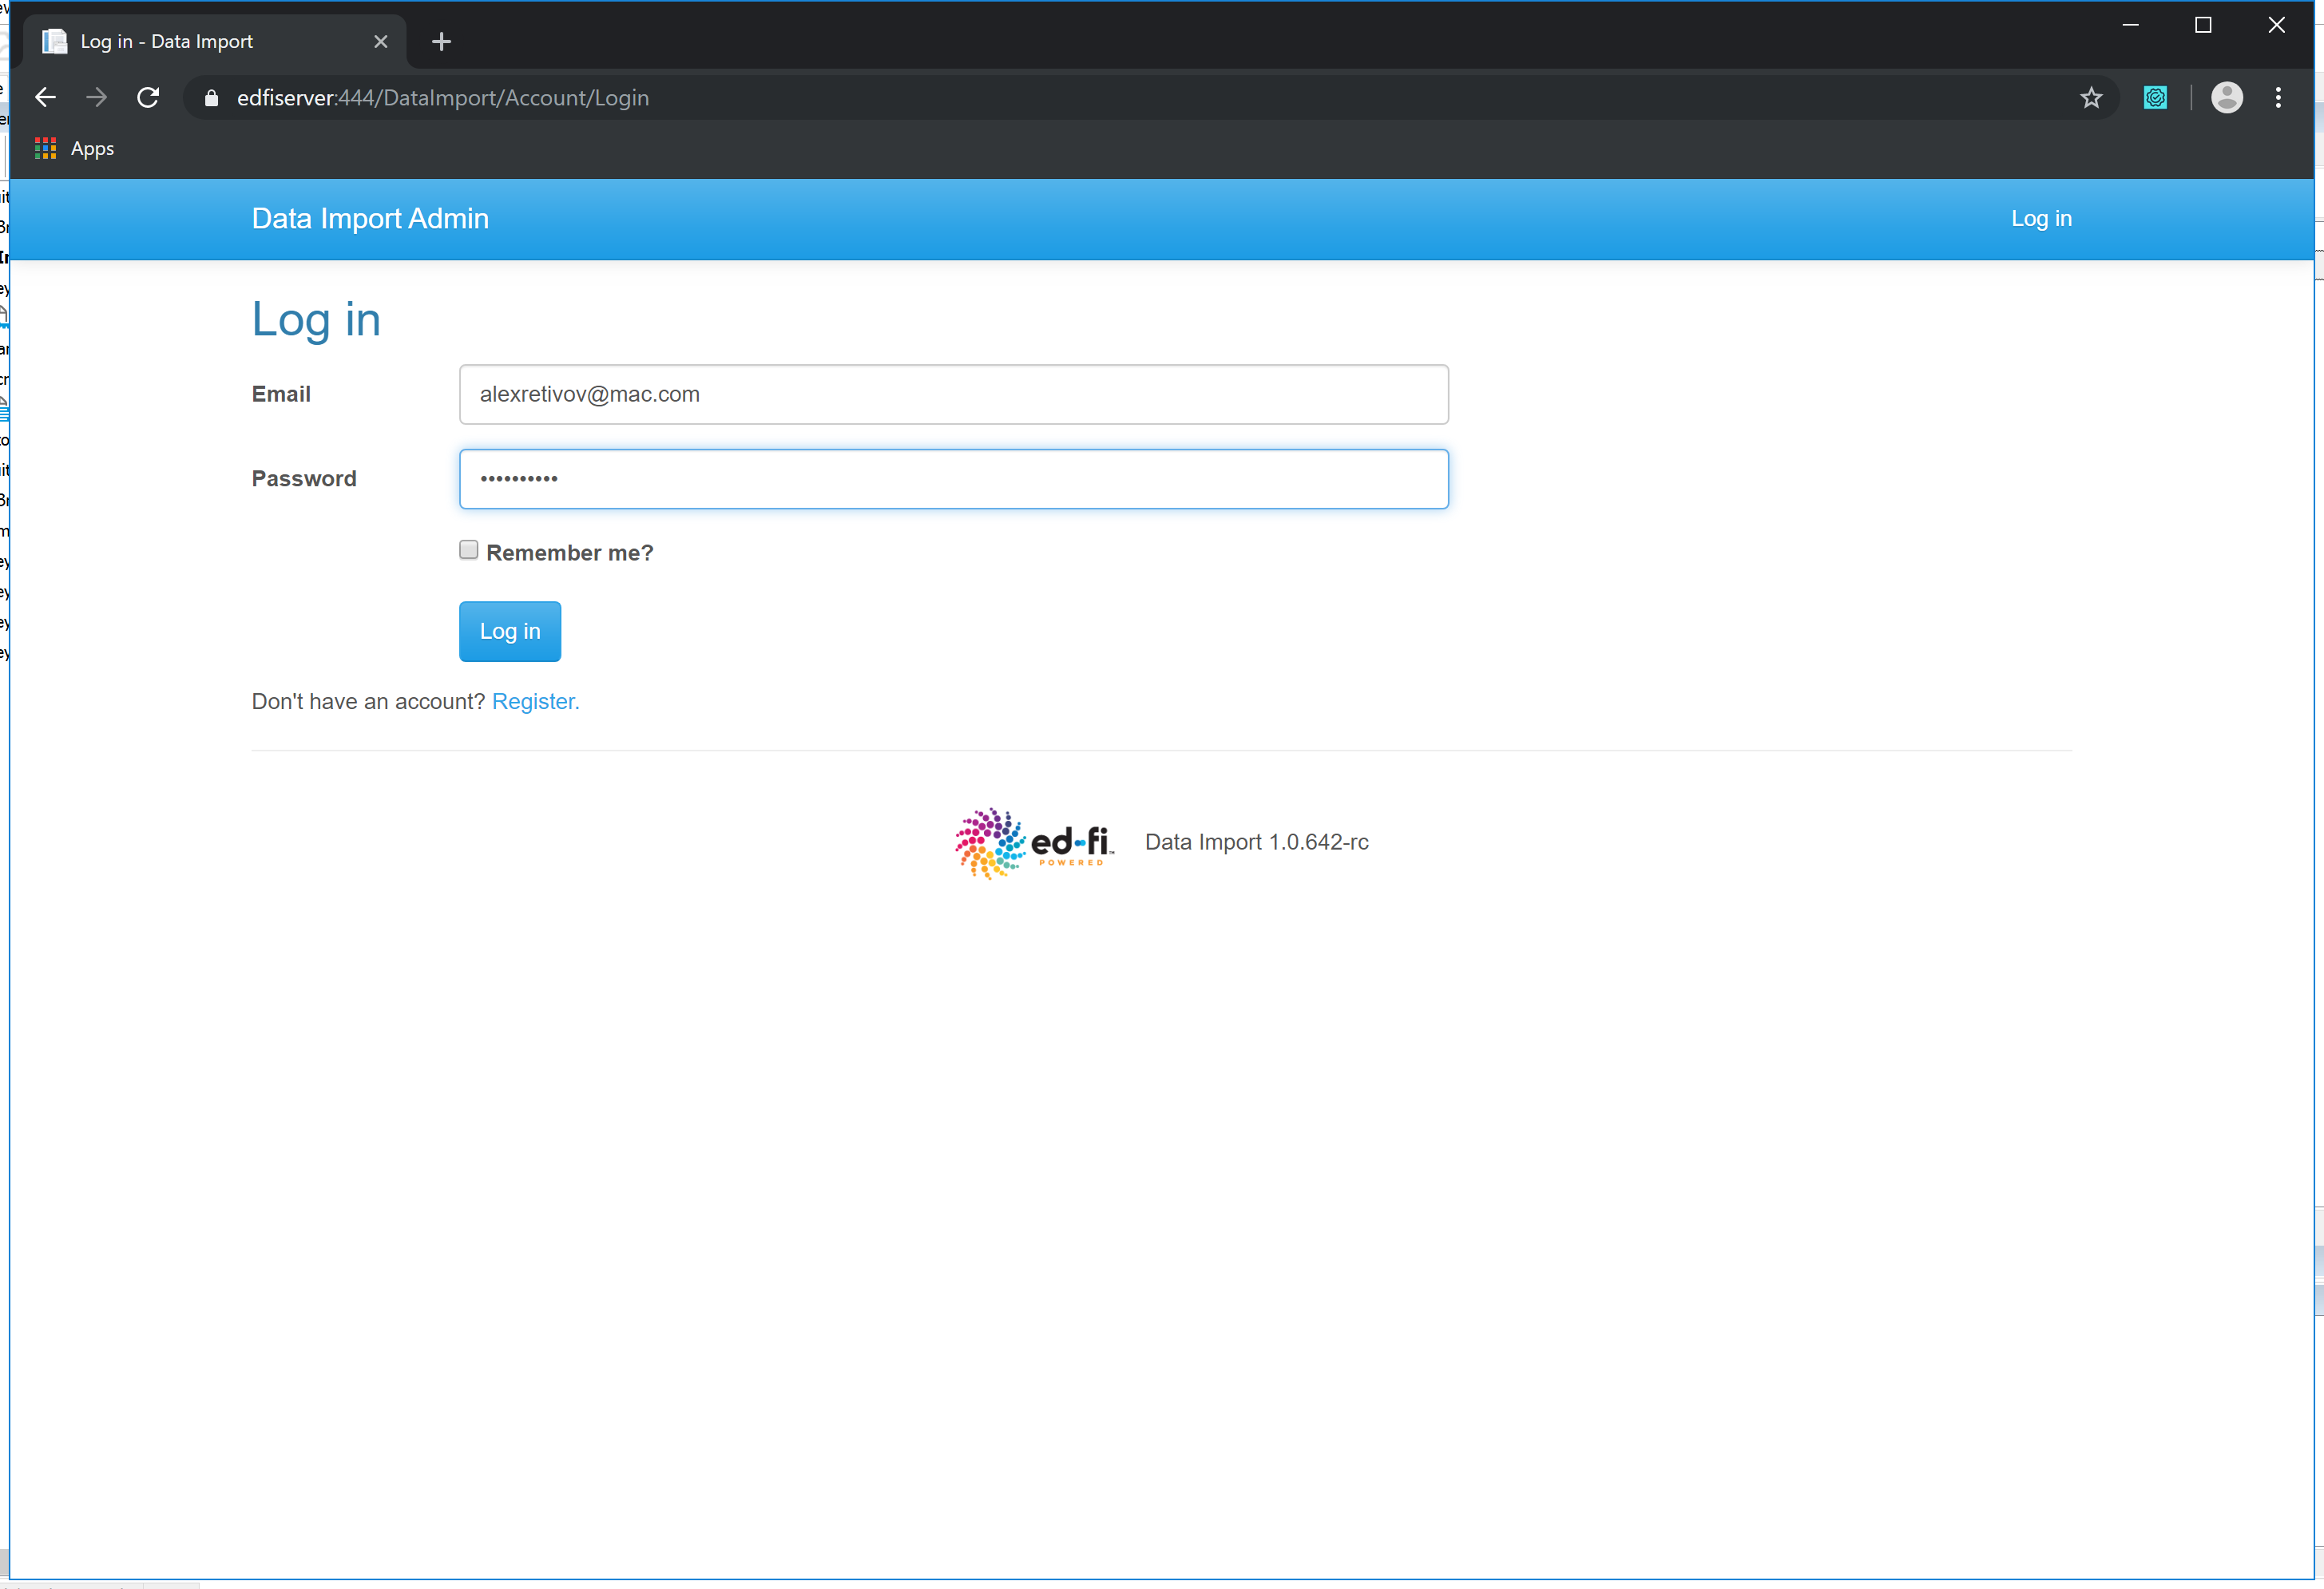 Log in - Data Import
edfiserver:444/DataImport/Account/Login
Apps
Data Import Admin
Log in
Log in
Email
alexretivov@mac.com
Password
••••••••••
Remember me?
Log in
Don't have an account? Register.
ed-fi™
POWERED
Data Import 1.0.642-rc